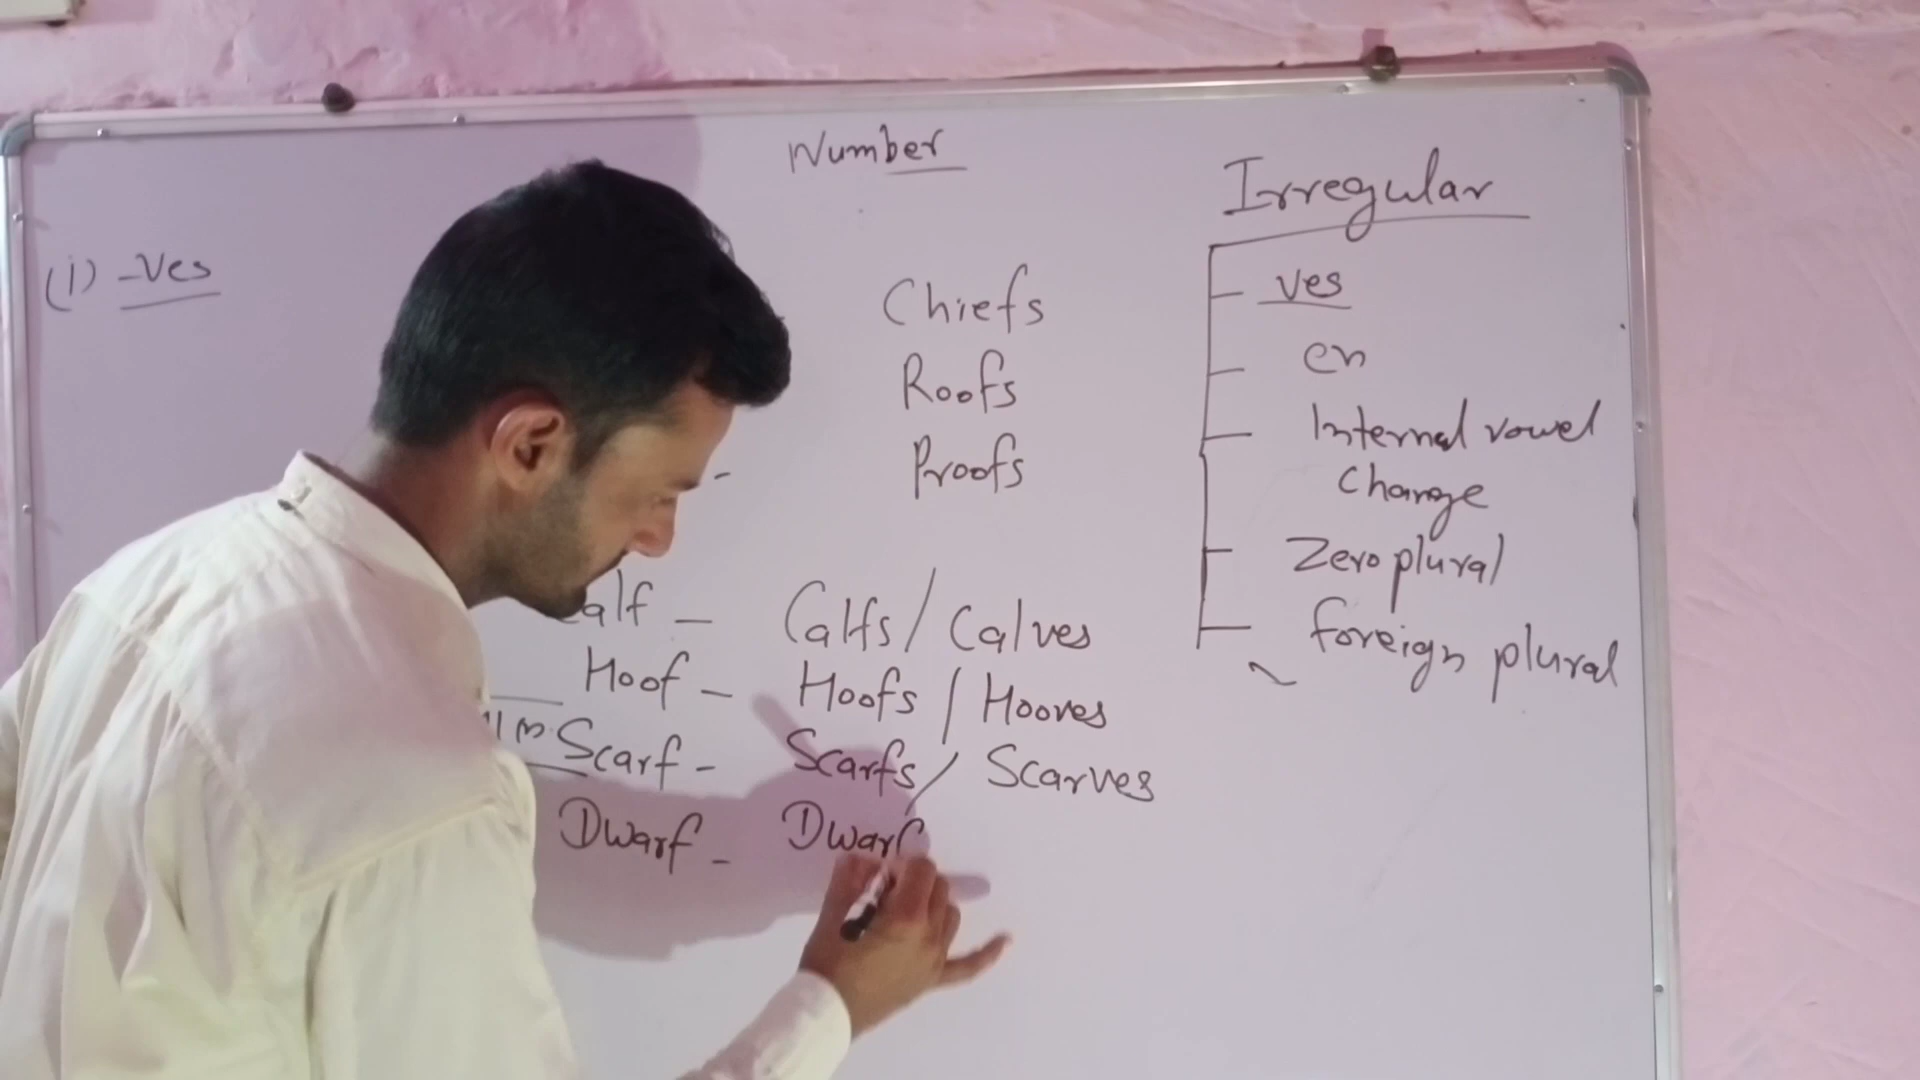 Number
(i) -Ves
Chiefs
Roofs
- Proofs
alf - Calfs / Calves
Hoof - Hoofs / Hooves
Scarf - Scarfs / Scarves
Dwarf - Dwarf
Irregular
ves
en
Internal vowel
Change
Zero plural
foreign plural